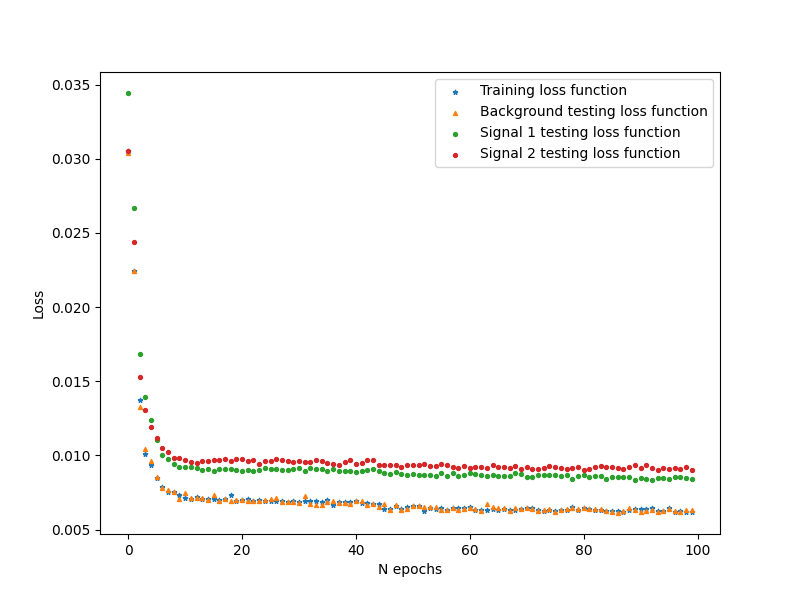 0.035
0.030
0.025
0.020
0.015
0.010
0.005
Loss
Training loss function
Background testing loss function
Signal 1 testing loss function
Signal 2 testing loss function
0 20 40 60 80 100
N epochs